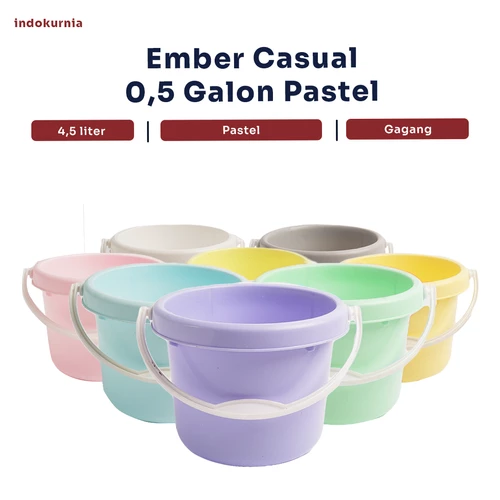 indokurnia
Ember Casual
0,5 Galon Pastel
4,5 liter
Pastel
Gagang